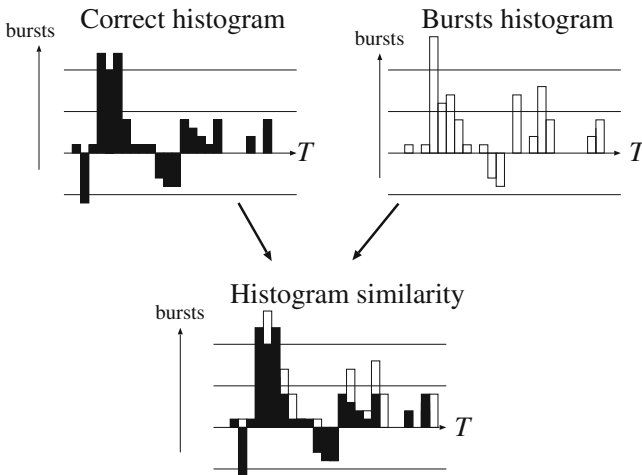 Correct histogram
Bursts histogram
bursts
bursts
T
T
Histogram similarity
bursts
T